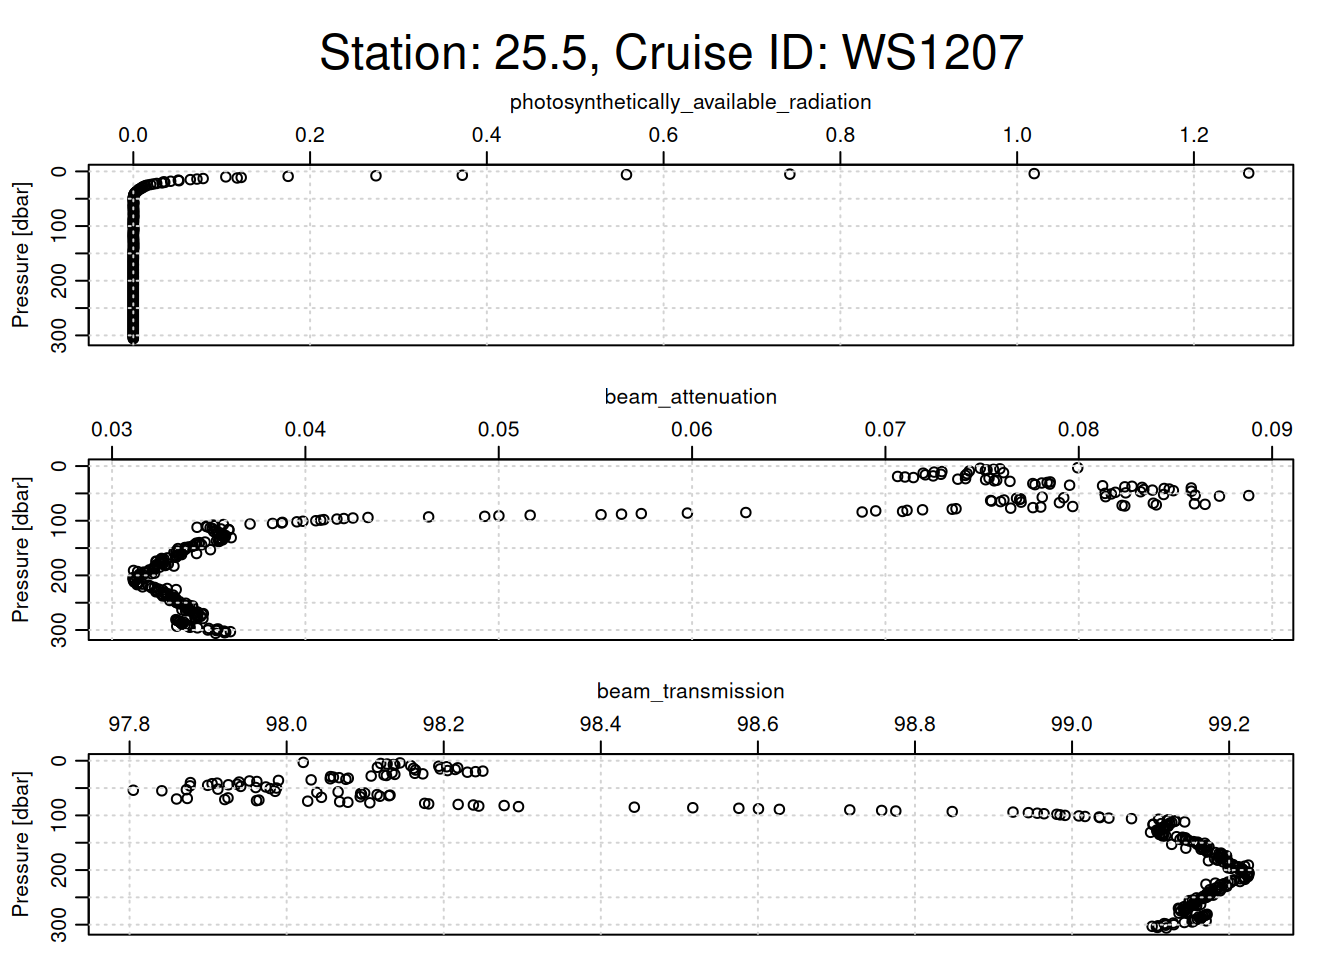 Station: 25.5, Cruise ID: WS1207
photosynthetically_available_radiation
0.0 0.2 0.4 0.6 0.8 1.0 1.2
Pressure [dbar]
0 100 200 300
beam_attenuation
0.03 0.04 0.05 0.06 0.07 0.08 0.09
Pressure [dbar]
0 100 200 300
beam_transmission
97.8 98.0 98.2 98.4 98.6 98.8 99.0 99.2
Pressure [dbar]
0 100 200 300